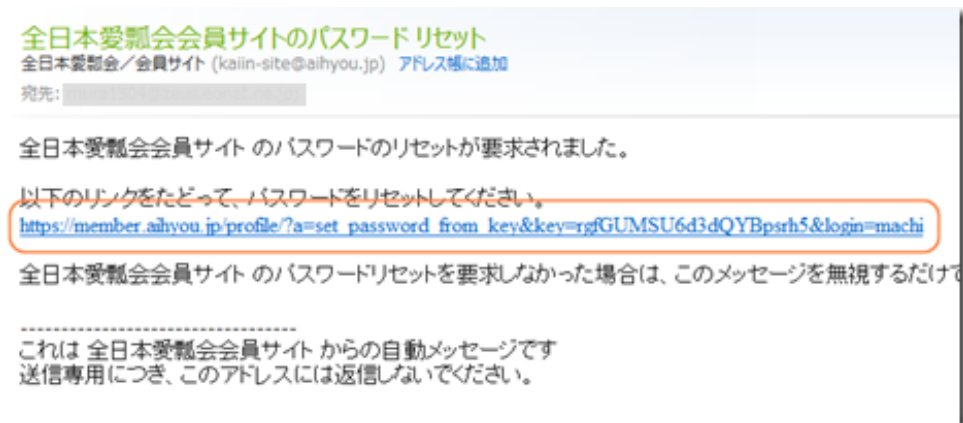 全日本愛瓢会会員サイトのパスワードリセット
全日本愛瓢会／会員サイト (kaiin-site@aihyou.jp) アドレス帳に追加
宛先:
全日本愛瓢会会員サイト のパスワードのリセットが要求されました。
以下のリンクをたどって、パスワードをリセットしてください。
https://member.aihyou.jp/profile/?a=set_password_from_key&key=rgfGUMSU6d3dQYBpsrh5&login=machi
全日本愛瓢会会員サイト のパスワードリセットを要求しなかった場合は、このメッセージを無視するだけで
----------------------------------
これは 全日本愛瓢会会員サイト からの自動メッセージです
送信専用につき、このアドレスには返信しないでください。